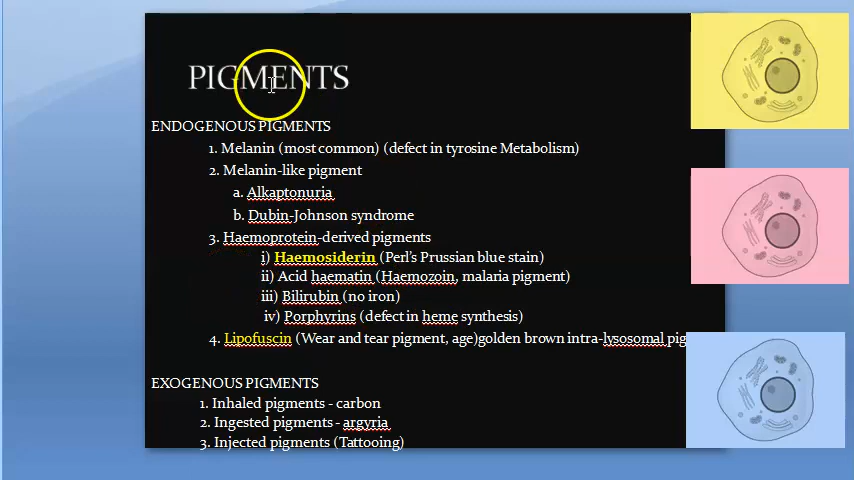 PIGMENTS
ENDOGENOUS PIGMENTS
1. Melanin (most common) (defect in tyrosine Metabolism)
2. Melanin-like pigment
a. Alkaptonuria
b. Dubin-Johnson syndrome
3. Haemoprotein-derived pigments
i) Haemosiderin (Perl's Prussian blue stain)
ii) Acid haematin (Haemozoin, malaria pigment)
iii) Bilirubin (no iron)
iv) Porphyrins (defect in heme synthesis)
4. Lipofuscin (Wear and tear pigment, age)golden brown intra-lysosomal pig
EXOGENOUS PIGMENTS
1. Inhaled pigments - carbon
2. Ingested pigments - argyria
3. Injected pigments (Tattooing)